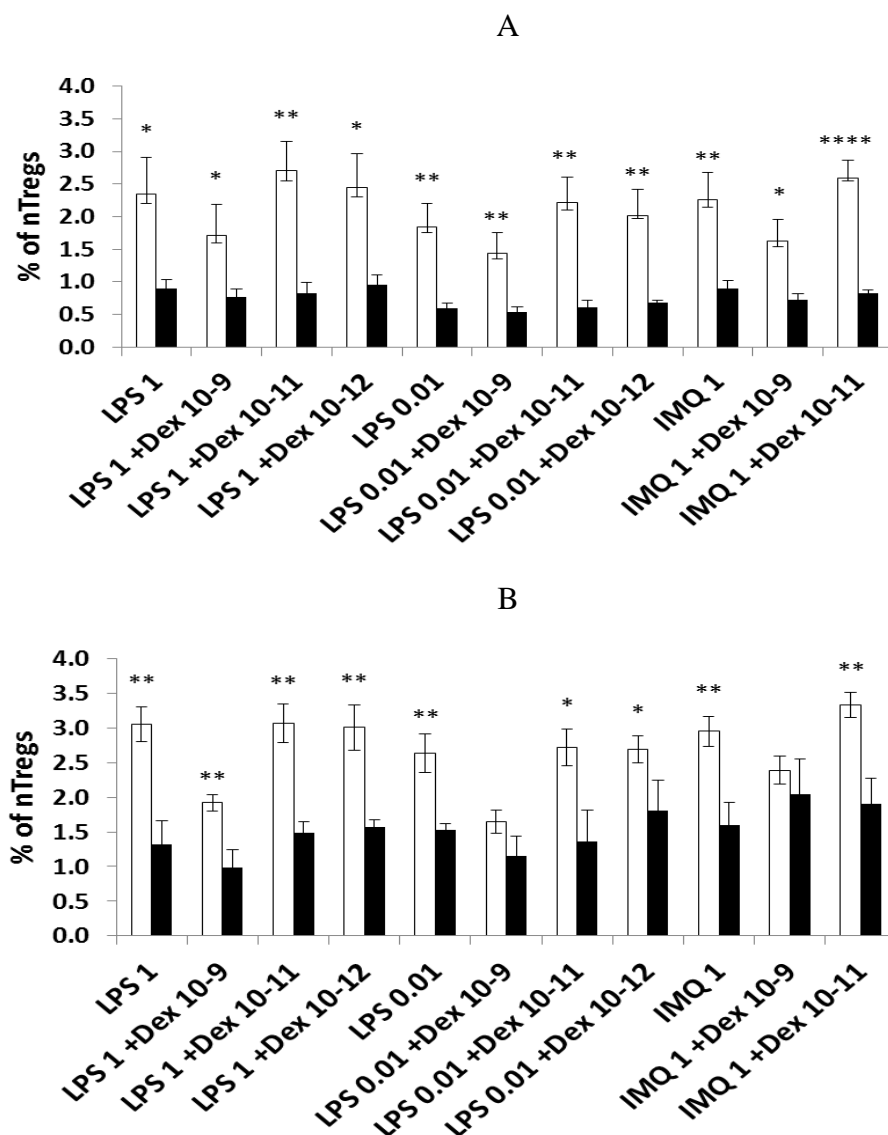 A
% of nTregs
4.0
3.5
3.0
2.5
2.0
1.5
1.0
0.5
0.0
* * ** * ** ** ** ** ** * ****
LPS 1
LPS 1 +Dex 10-9
LPS 1 +Dex 10-11
LPS 1 +Dex 10-12
LPS 0.01
LPS 0.01 +Dex 10-9
LPS 0.01 +Dex 10-11
LPS 0.01 +Dex 10-12
IMQ 1
IMQ 1 +Dex 10-9
IMQ 1 +Dex 10-11
B
% of nTregs
4.0
3.5
3.0
2.5
2.0
1.5
1.0
0.5
0.0
** ** ** ** ** * * ** **
LPS 1
LPS 1 +Dex 10-9
LPS 1 +Dex 10-11
LPS 1 +Dex 10-12
LPS 0.01
LPS 0.01 +Dex 10-9
LPS 0.01 +Dex 10-11
LPS 0.01 +Dex 10-12
IMQ 1
IMQ 1 +Dex 10-9
IMQ 1 +Dex 10-11